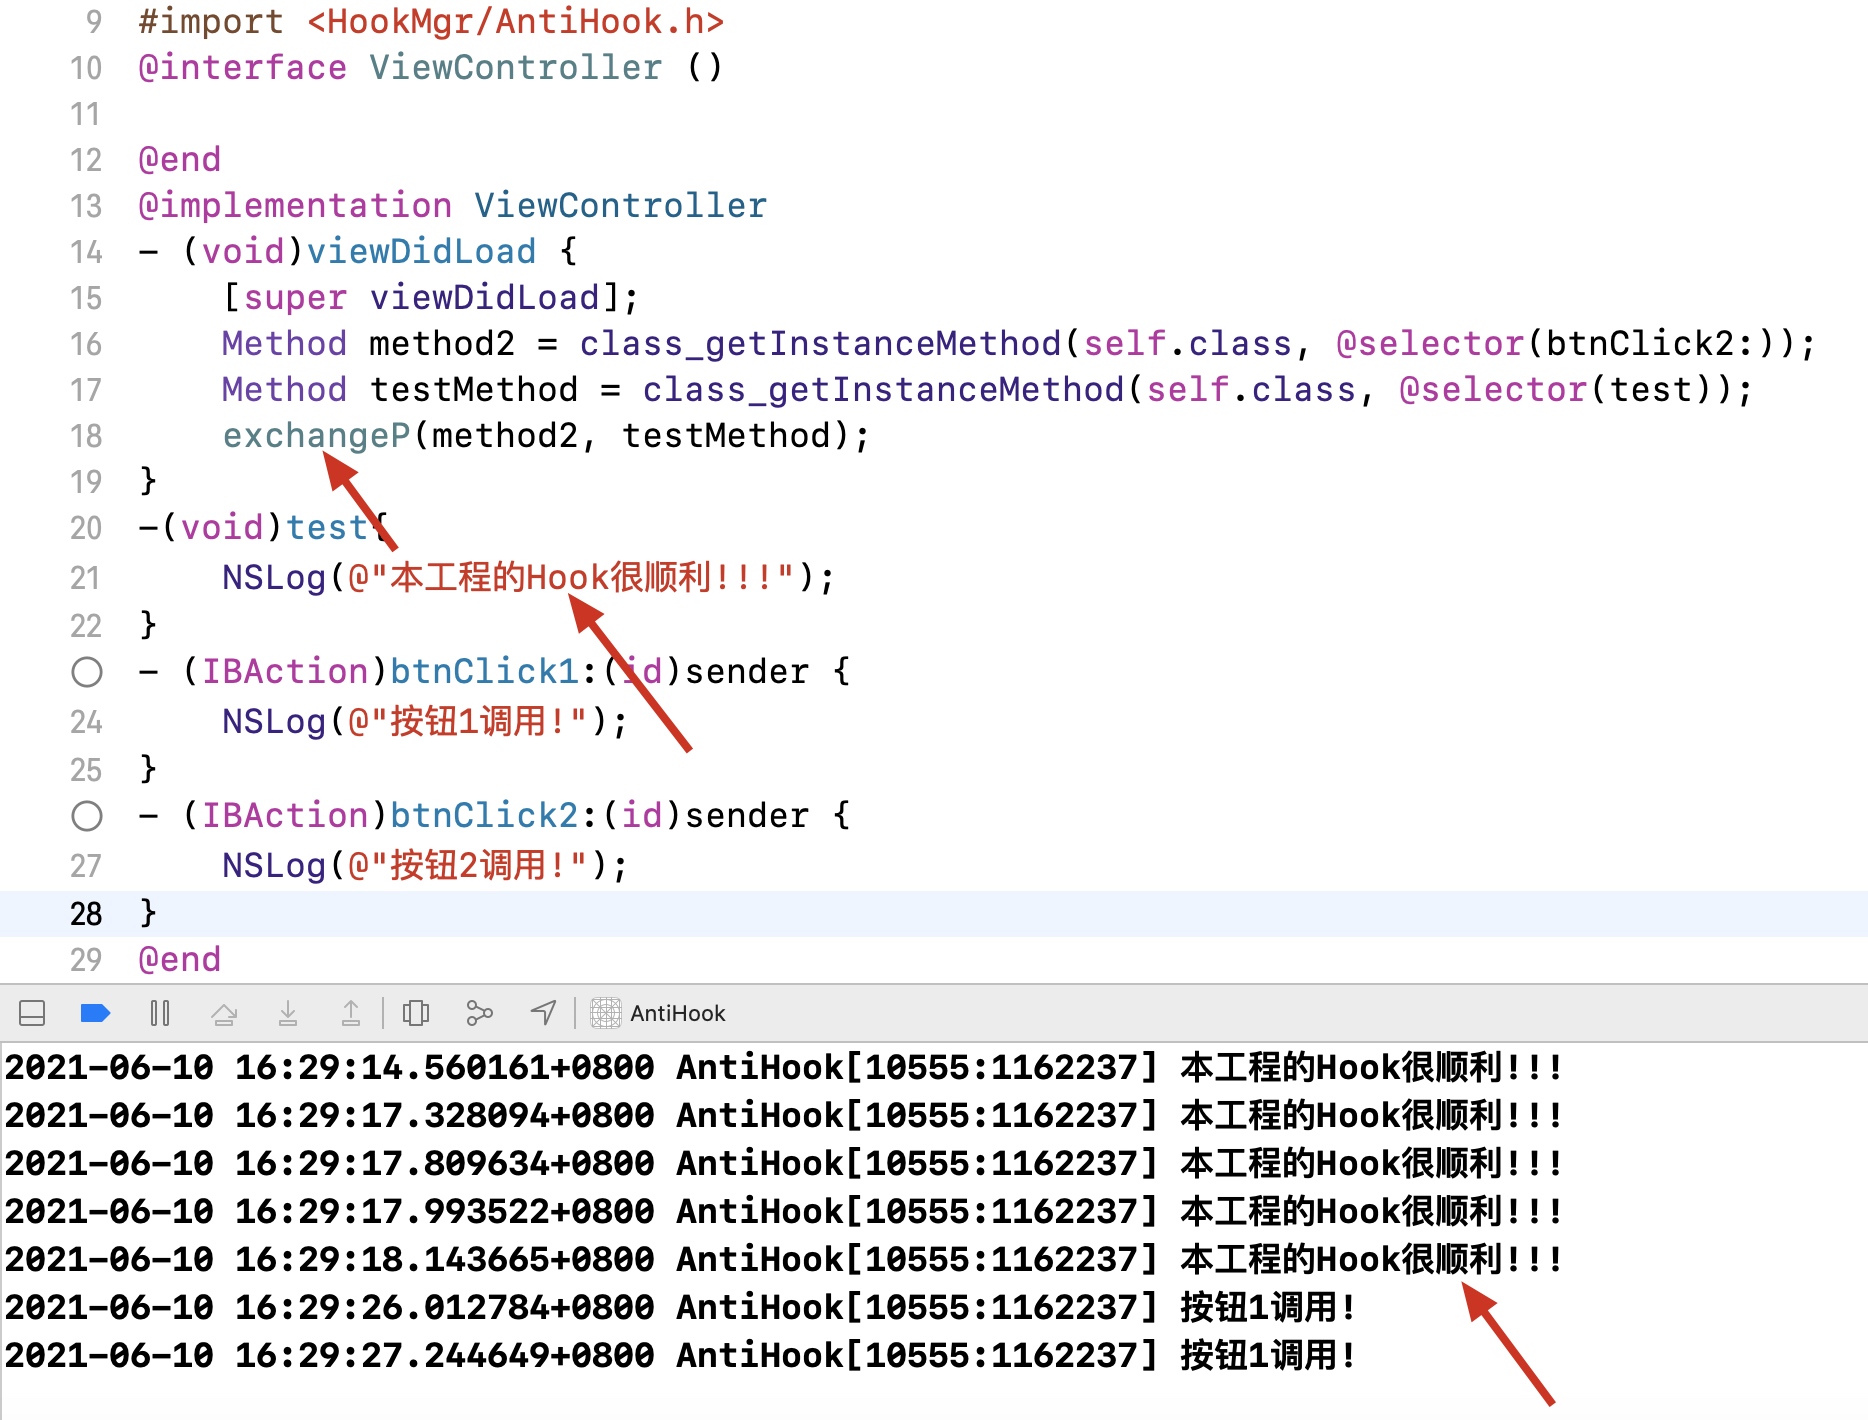 9 #import <HookMgr/AntiHook.h>
10 @interface ViewController ()
11
12 @end
13 @implementation ViewController
14 - (void)viewDidLoad {
15 [super viewDidLoad];
16 Method method2 = class_getInstanceMethod(self.class, @selector(btnClick2:));
17 Method testMethod = class_getInstanceMethod(self.class, @selector(test));
18 exchangeP(method2, testMethod);
19 }
20 -(void)test{
21 NSLog(@"本工程的Hook很顺利!!!");
22 }
- (IBAction)btnClick1:(id)sender {
24 NSLog(@"按钮1调用!");
25 }
- (IBAction)btnClick2:(id)sender {
27 NSLog(@"按钮2调用!");
28 }
29 @end
AntiHook
2021-06-10 16:29:14.560161+0800 AntiHook[10555:1162237] 本工程的Hook很顺利!!!
2021-06-10 16:29:17.328094+0800 AntiHook[10555:1162237] 本工程的Hook很顺利!!!
2021-06-10 16:29:17.809634+0800 AntiHook[10555:1162237] 本工程的Hook很顺利!!!
2021-06-10 16:29:17.993522+0800 AntiHook[10555:1162237] 本工程的Hook很顺利!!!
2021-06-10 16:29:18.143665+0800 AntiHook[10555:1162237] 本工程的Hook很顺利!!!
2021-06-10 16:29:26.012784+0800 AntiHook[10555:1162237] 按钮1调用!
2021-06-10 16:29:27.244649+0800 AntiHook[10555:1162237] 按钮1调用!